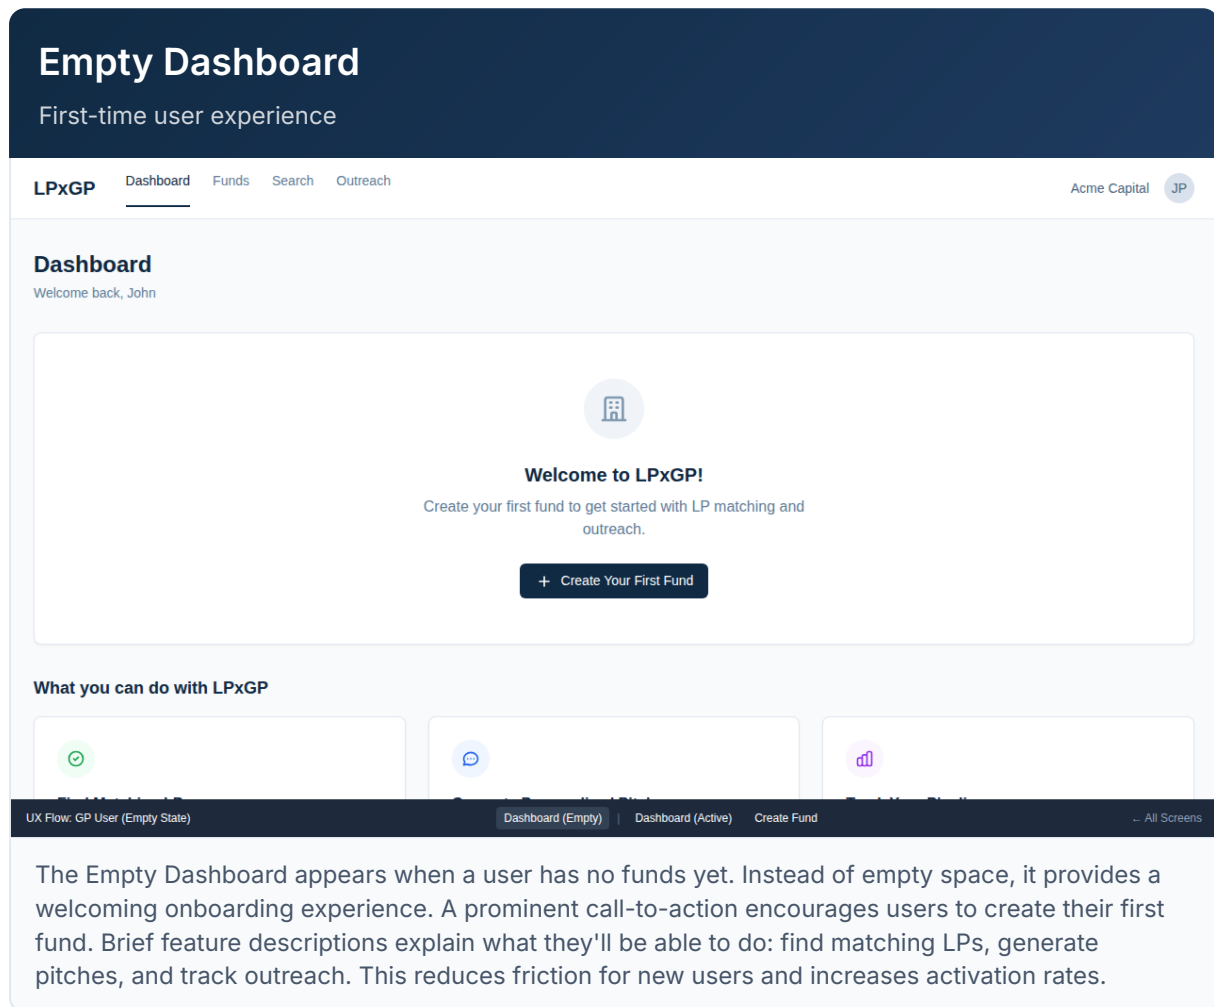 Empty Dashboard
First-time user experience
LPxGP Dashboard Funds Search Outreach Acme Capital JP
Dashboard
Welcome back, John
Welcome to LPxGP!
Create your first fund to get started with LP matching and
outreach.
+ Create Your First Fund
What you can do with LPxGP
UX Flow: GP User (Empty State) Dashboard (Empty) | Dashboard (Active) Create Fund ← All Screens
The Empty Dashboard appears when a user has no funds yet. Instead of empty space, it provides a
welcoming onboarding experience. A prominent call-to-action encourages users to create their first
fund. Brief feature descriptions explain what they'll be able to do: find matching LPs, generate
pitches, and track outreach. This reduces friction for new users and increases activation rates.